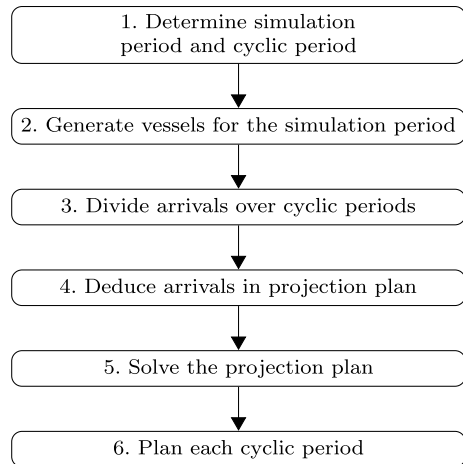 1. Determine simulation
period and cyclic period
2. Generate vessels for the simulation period
3. Divide arrivals over cyclic periods
4. Deduce arrivals in projection plan
5. Solve the projection plan
6. Plan each cyclic period